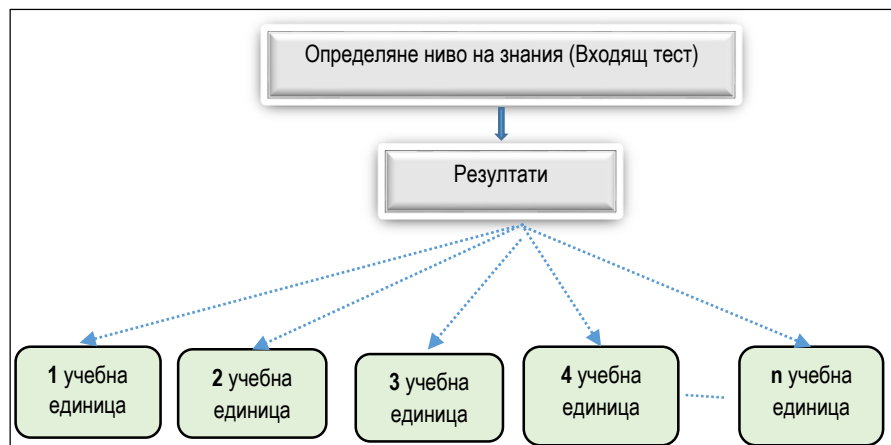 Определяне ниво на знания (Входящ тест)
Резултати
1 учебна
единица
2 учебна
единица
3 учебна
единица
4 учебна
единица
n учебна
единица